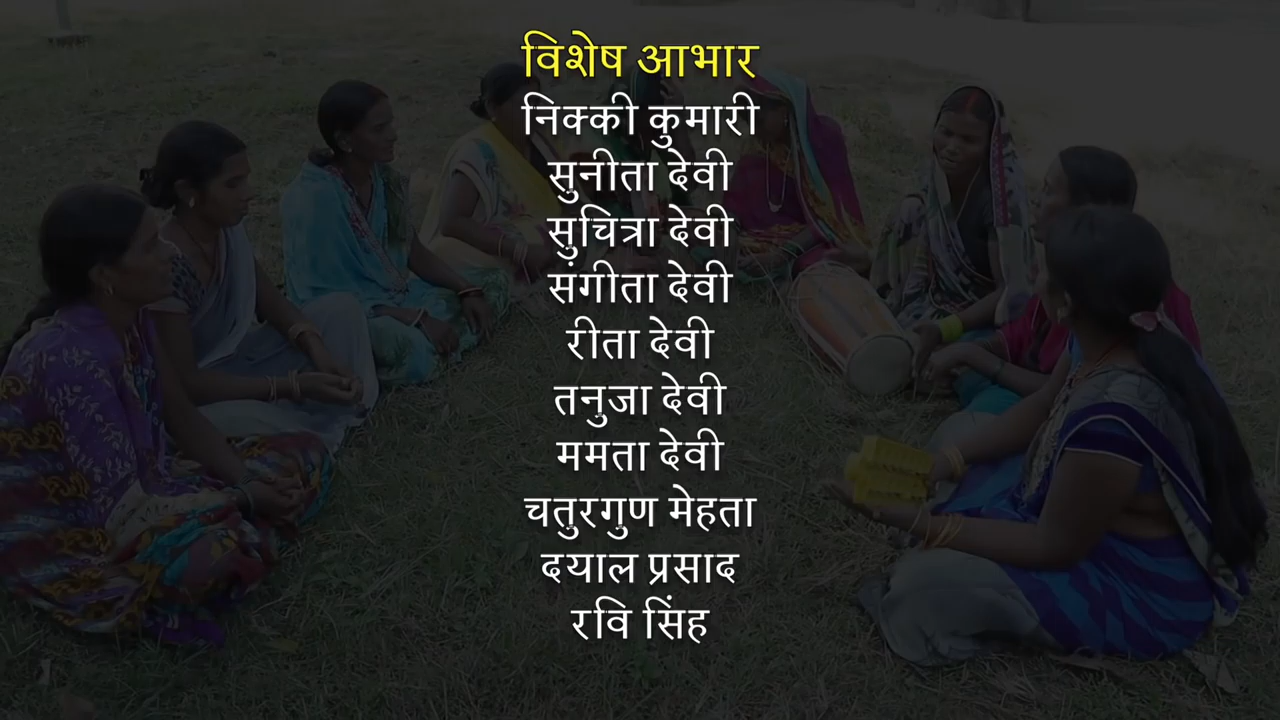 विशेष आभार
निक्की कुमारी
सुनीता देवी
सुचित्रा देवी
संगीता देवी
रीता देवी
तनुजा देवी
ममता देवी
चतुरगुण मेहता
दयाल प्रसाद
रवि सिंह